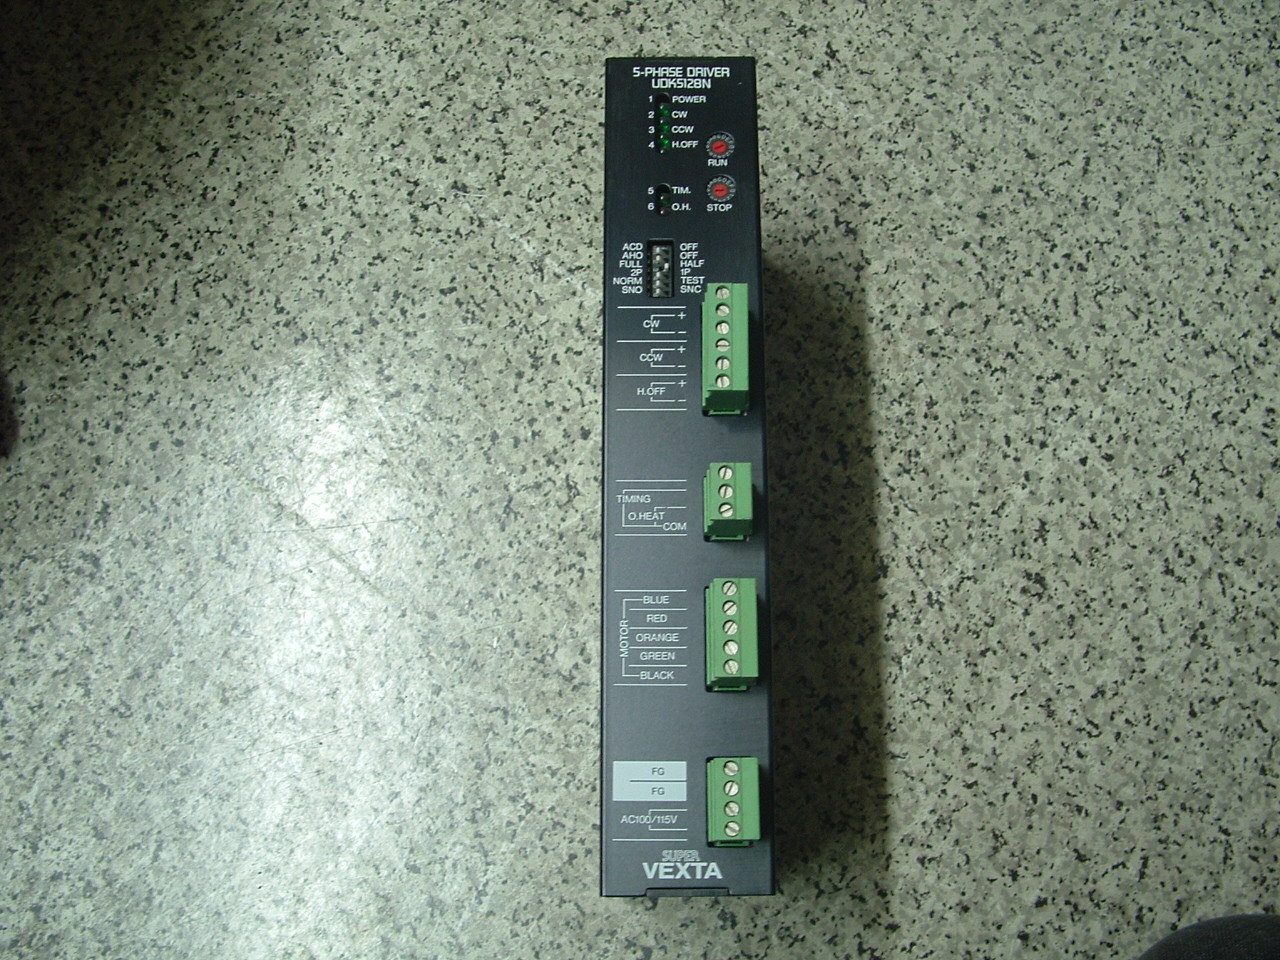 5-PHASE DRIVER
UDK5128N
1 POWER
2 CW
3 CCW
4 H.OFF
RUN
5 TIM.
6 O.H.
STOP
ACD OFF
AHO OFF
FULL HALF
2P 1P
NORM TEST
SNO SNC
CW + -
CCW + -
H.OFF + -
TIMING
O.HEAT
COM
MOTOR
BLUE
RED
ORANGE
GREEN
BLACK
FG
FG
AC100/115V
SUPER
VEXTA